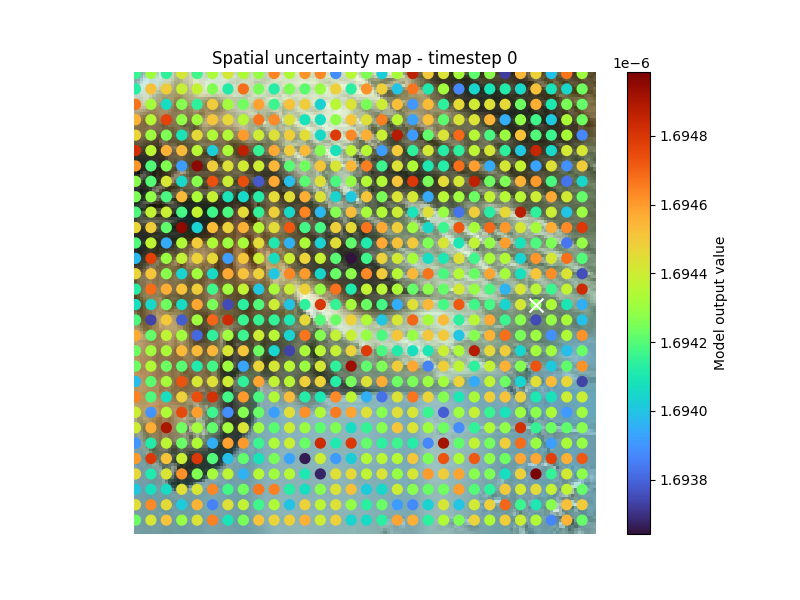 Spatial uncertainty map - timestep 0
1e−6
1.6948
1.6946
1.6944
1.6942
1.6940
1.6938
Model output value